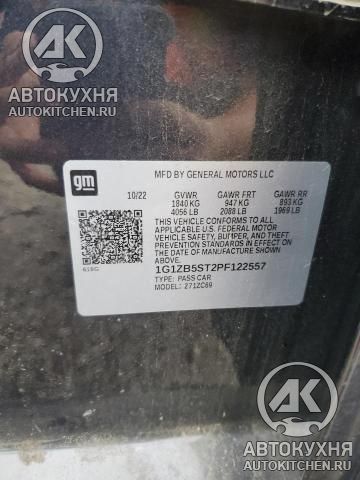 AK
АВТОКУХНЯ
AUTOKITCHEN.RU
gm
MFD BY GENERAL MOTORS LLC
10/22 GVWR GAWR FRT GAWR RR
1840 KG 947 KG 893 KG
4056 LB 2088 LB 1969 LB
THIS VEHICLE CONFORMS TO ALL
APPLICABLE U.S. FEDERAL MOTOR
VEHICLE SAFETY, BUMPER, AND THEFT
PREVENTION STANDARDS IN EFFECT ON
THE DATE OF MANUFACTURE SHOWN
ABOVE.
1G1ZB5ST2PF122557
TYPE: PASS CAR
MODEL: Z71ZC69
AK
АВТОКУХНЯ
AUTOKITCHEN.RU